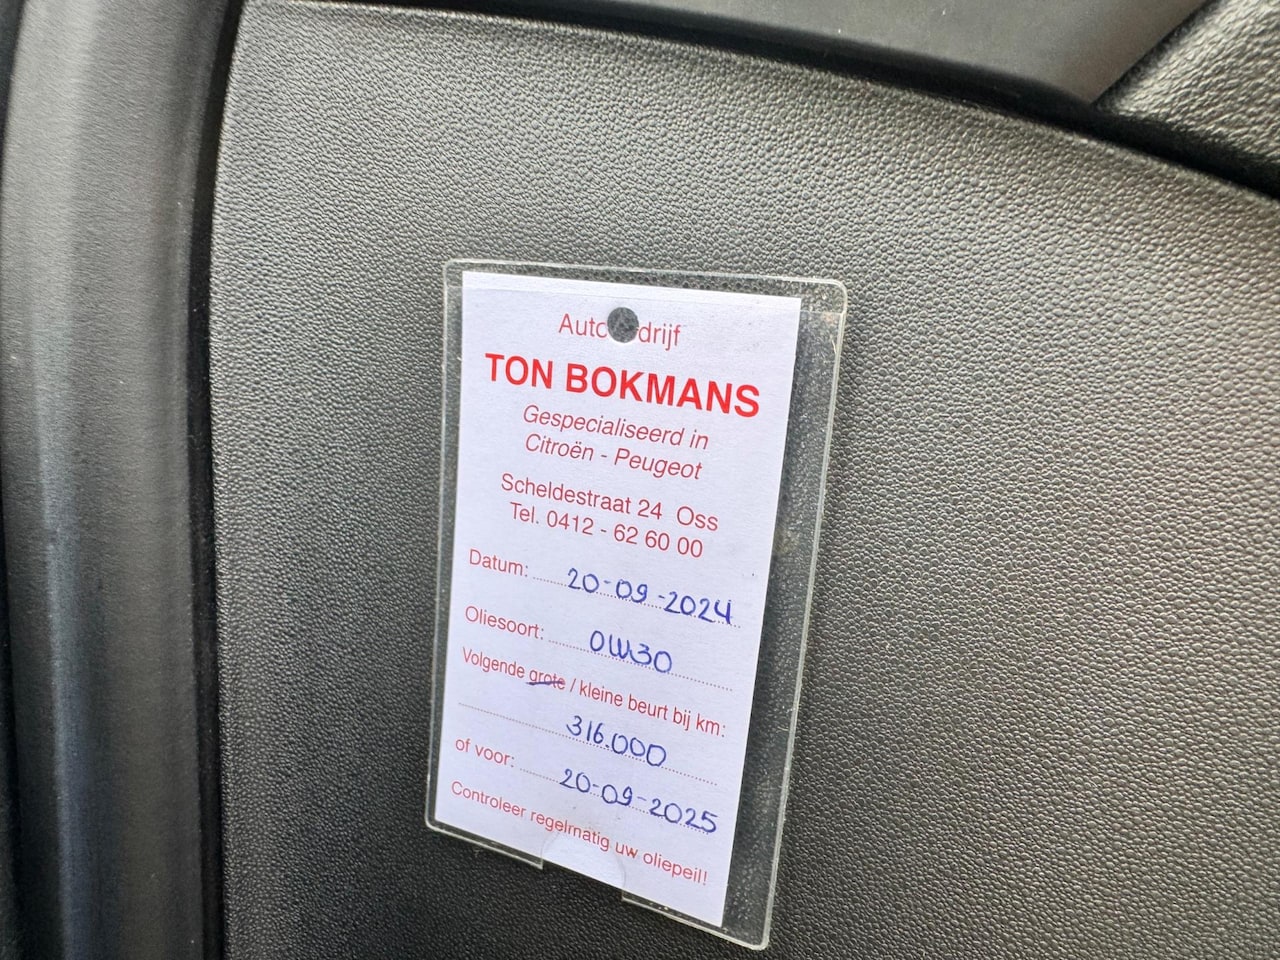 Autobedrijf
TON BOKMANS
Gespecialiseerd in
Citroën - Peugeot
Scheldestraat 24 Oss
Tel. 0412 - 62 60 00
Datum: 20-09-2024
Oliesoort: 0W30
Volgende grote / kleine beurt bij km:
316.000
of voor: 20-09-2025
Controleer regelmatig uw oliepeil!